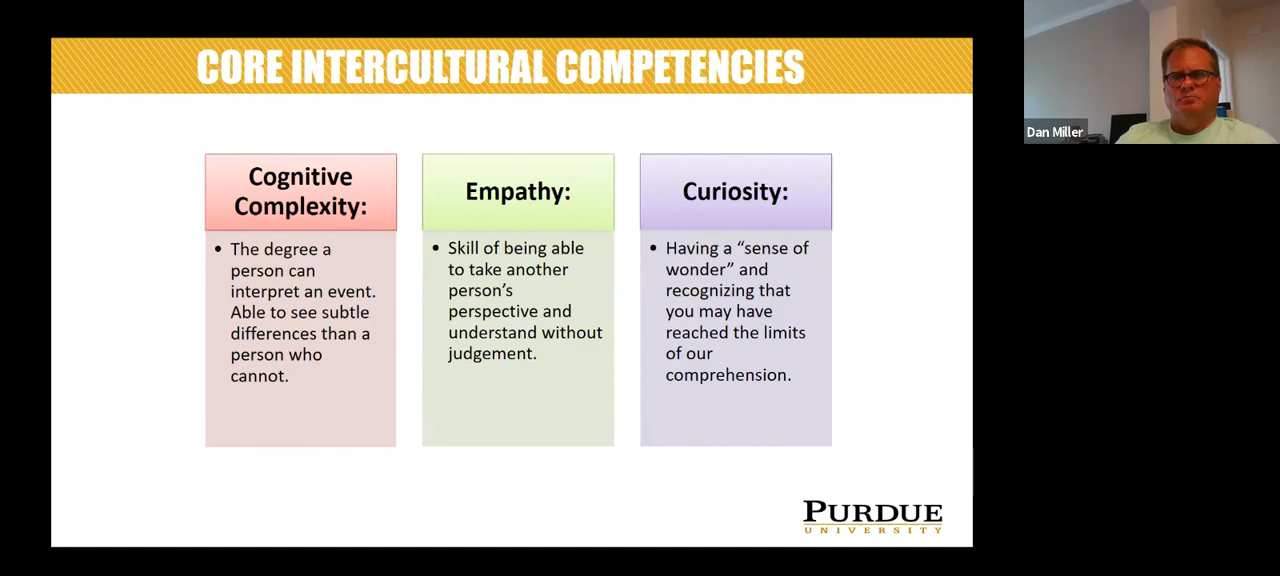 CORE INTERCULTURAL COMPETENCIES
Dan Miller
Cognitive
Complexity:
• The degree a
person can
interpret an event.
Able to see subtle
differences than a
person who
cannot.
Empathy:
• Skill of being able
to take another
person's
perspective and
understand without
judgement.
Curiosity:
• Having a “sense of
wonder” and
recognizing that
you may have
reached the limits
of our
comprehension.
PURDUE
UNIVERSITY